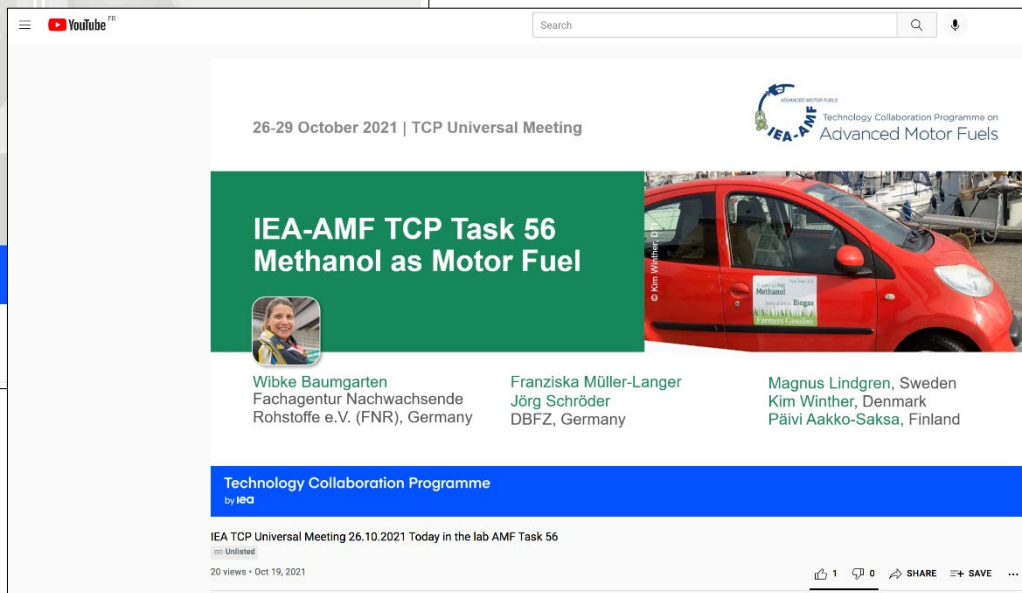 YouTube FR
Search
26-29 October 2021 | TCP Universal Meeting
ADVANCED MOTOR FUELS
IEA-AMF
Technology Collaboration Programme on
Advanced Motor Fuels
IEA-AMF TCP Task 56
Methanol as Motor Fuel
© Kim Winther, D
Methanol
Biogas
Farmers Gasoline
Wibke Baumgarten
Fachagentur Nachwachsende
Rohstoffe e.V. (FNR), Germany
Franziska Müller-Langer
Jörg Schröder
DBFZ, Germany
Magnus Lindgren, Sweden
Kim Winther, Denmark
Päivi Aakko-Saksa, Finland
Technology Collaboration Programme
by iea
IEA TCP Universal Meeting 26.10.2021 Today in the lab AMF Task 56
Unlisted
20 views • Oct 19, 2021
1 0 SHARE SAVE